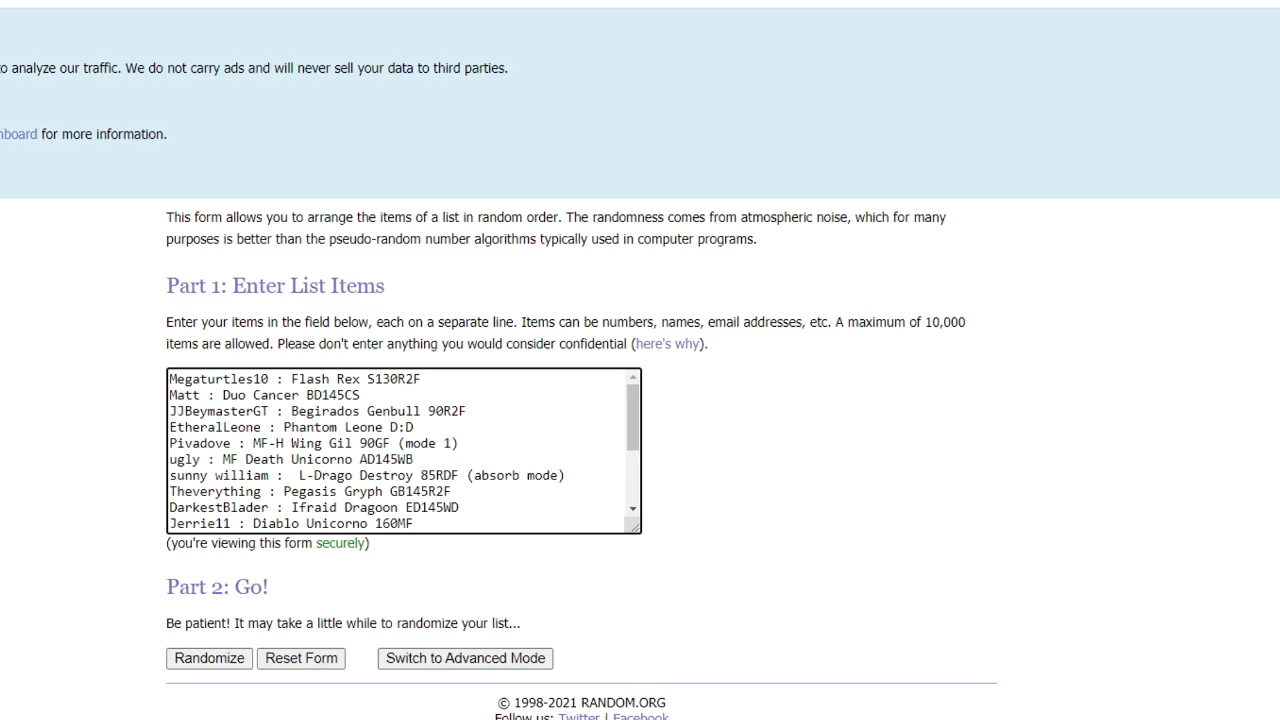 to analyze our traffic. We do not carry ads and will never sell your data to third parties.
board for more information.
This form allows you to arrange the items of a list in random order. The randomness comes from atmospheric noise, which for many
purposes is better than the pseudo-random number algorithms typically used in computer programs.
Part 1: Enter List Items
Enter your items in the field below, each on a separate line. Items can be numbers, names, email addresses, etc. A maximum of 10,000
items are allowed. Please don't enter anything you would consider confidential (here's why).
Megaturtles10 : Flash Rex S130R2F
Matt : Duo Cancer BD145CS
JJBeymasterGT : Begirados Genbull 90R2F
EtheralLeone : Phantom Leone D:D
Pivadove : MF-H Wing Gil 90GF (mode 1)
ugly : MF Death Unicorno AD145WB
sunny william :  L-Drago Destroy 85RDF (absorb mode)
Theverything : Pegasis Gryph GB145R2F
DarkestBlader : Ifraid Dragoon ED145WD
Jerrie11 : Diablo Unicorno 160MF
(you're viewing this form securely)
Part 2: Go!
Be patient! It may take a little while to randomize your list...
Randomize Reset Form Switch to Advanced Mode
© 1998-2021 RANDOM.ORG
Follow us: Twitter | Facebook